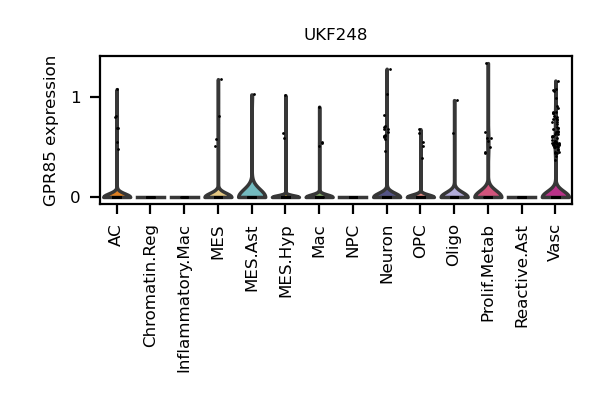 UKF248
GPR85 expression
1
0
AC
Chromatin.Reg
Inflammatory.Mac
MES
MES.Ast
MES.Hyp
Mac
NPC
Neuron
OPC
Oligo
Prolif.Metab
Reactive.Ast
Vasc